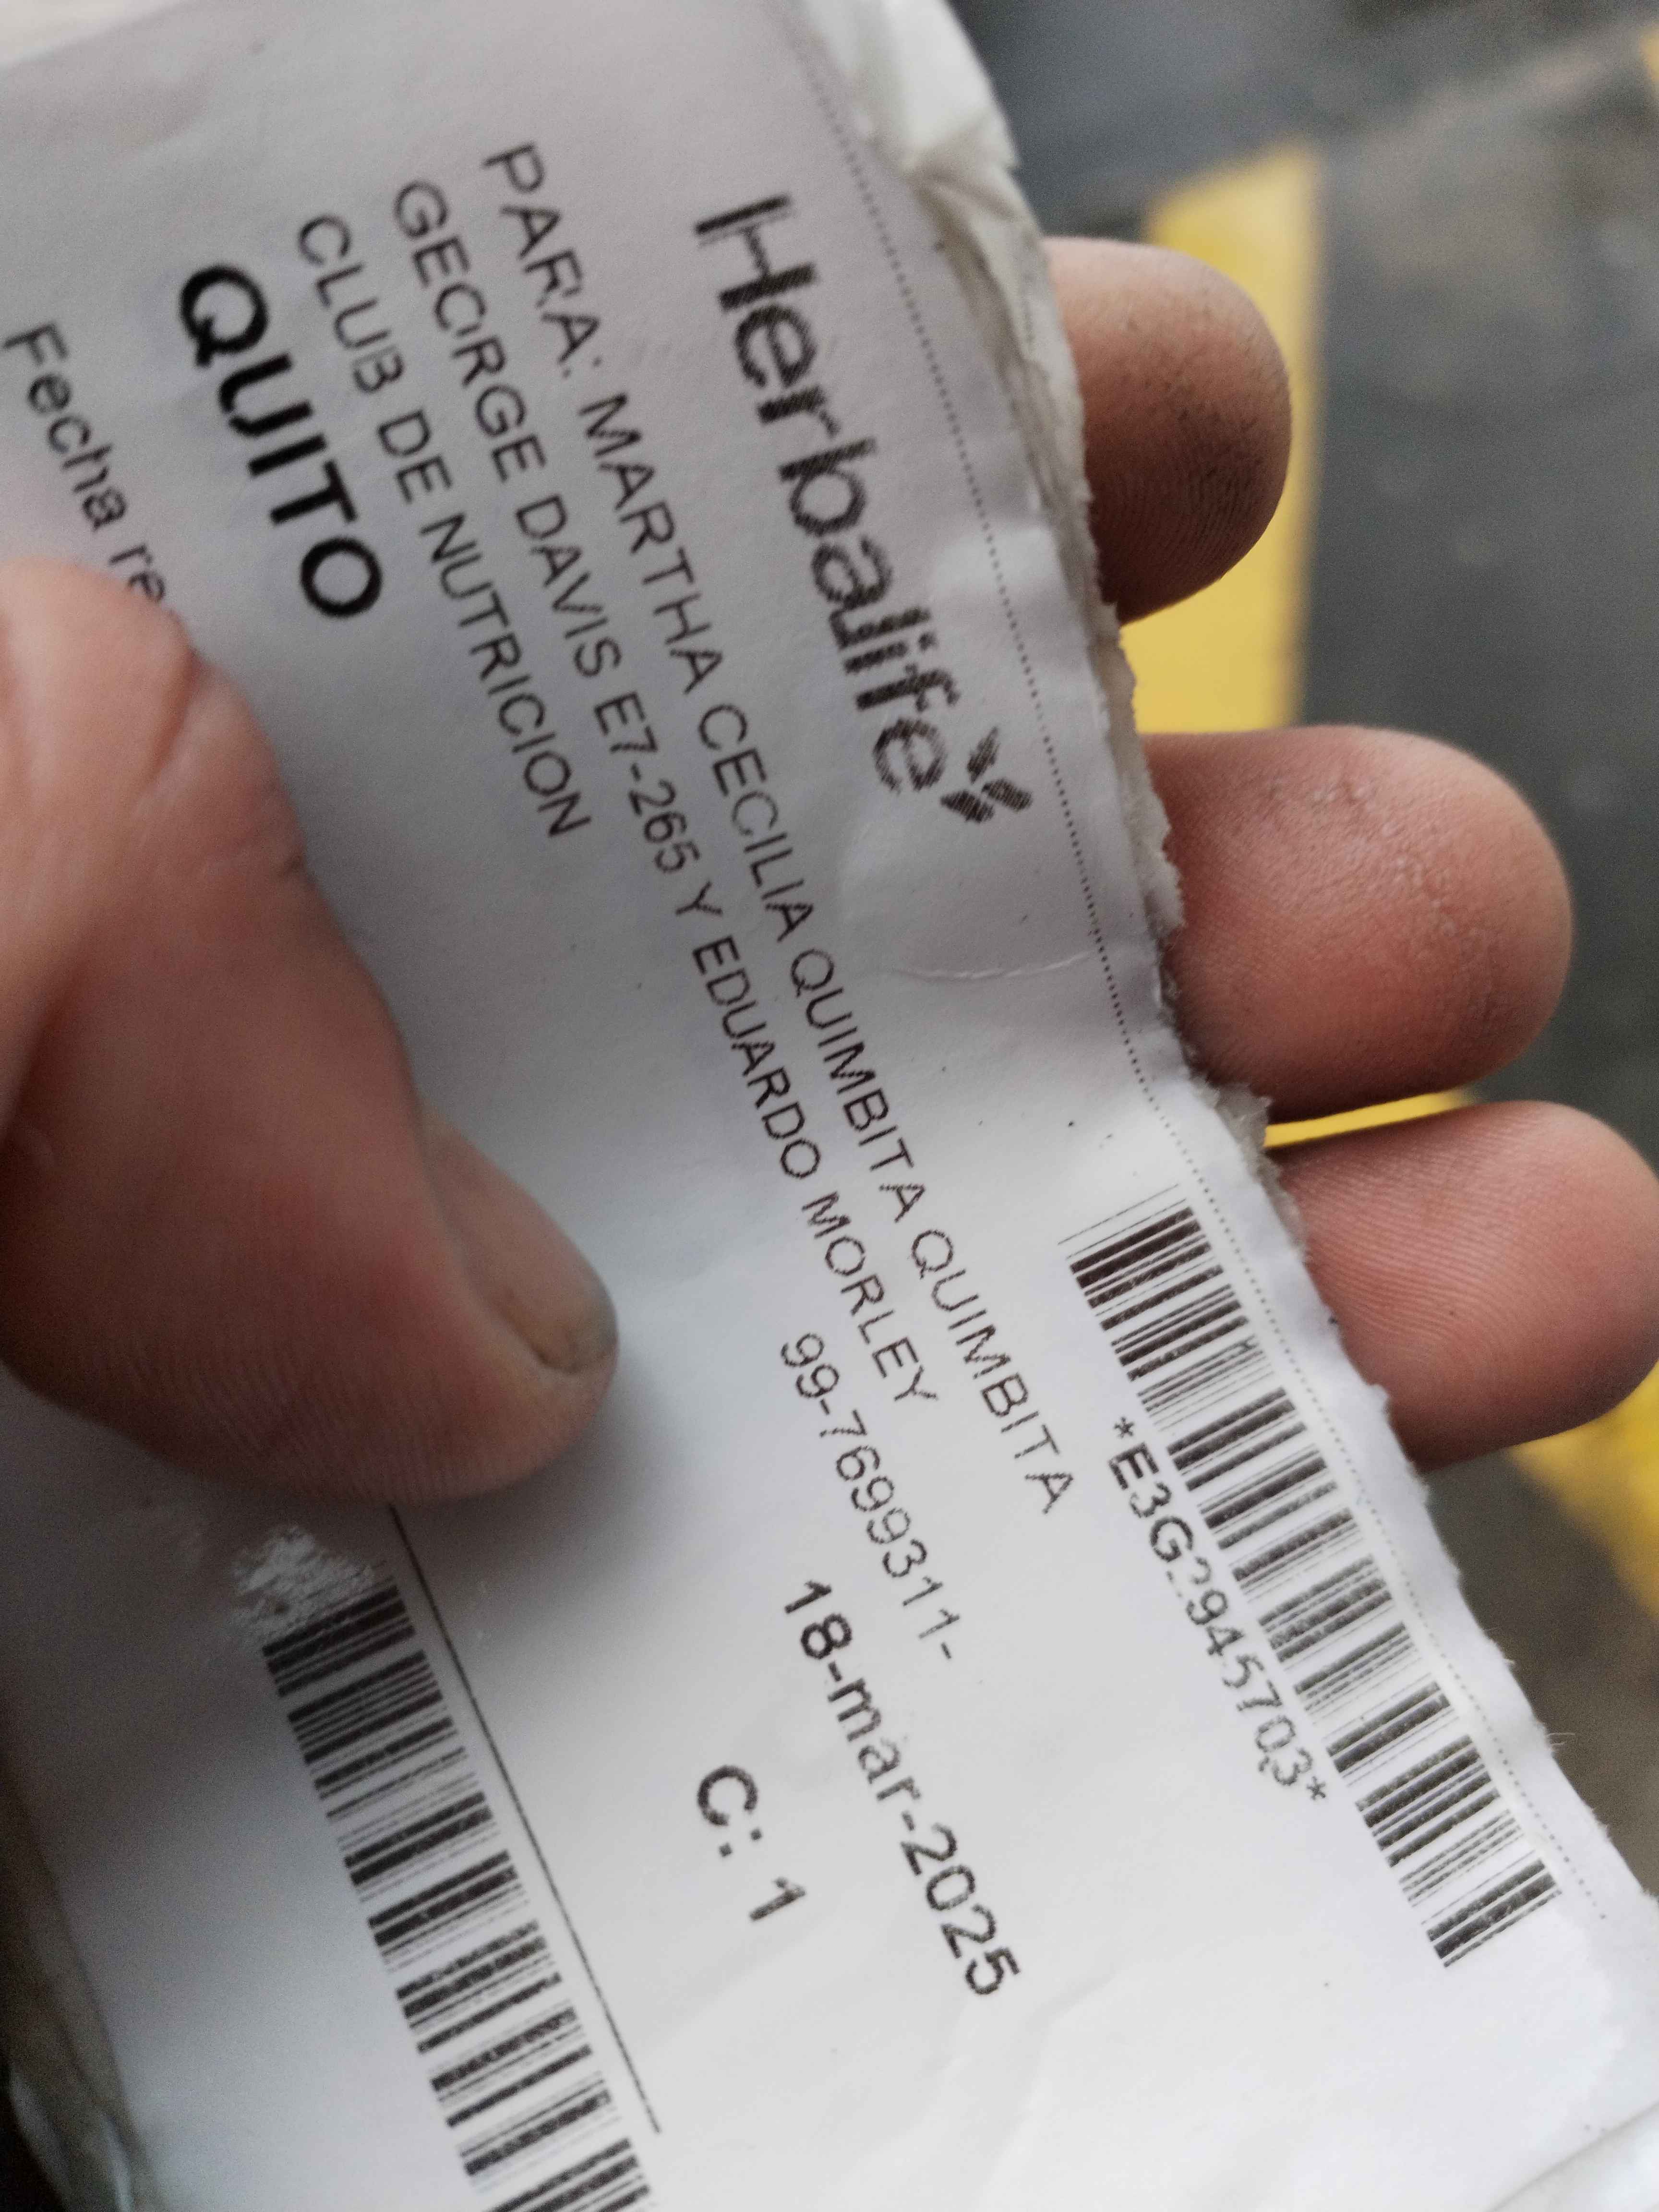 Herbalife
PARA: MARTHA CECILIA QUIMBITA QUIMBITA
GEORGE DAVIS E7-265 Y EDUARDO MORLEY
CLUB DE NUTRICION
99-7699311-
QUITO
18-mar-2025
Fecha
C: 1